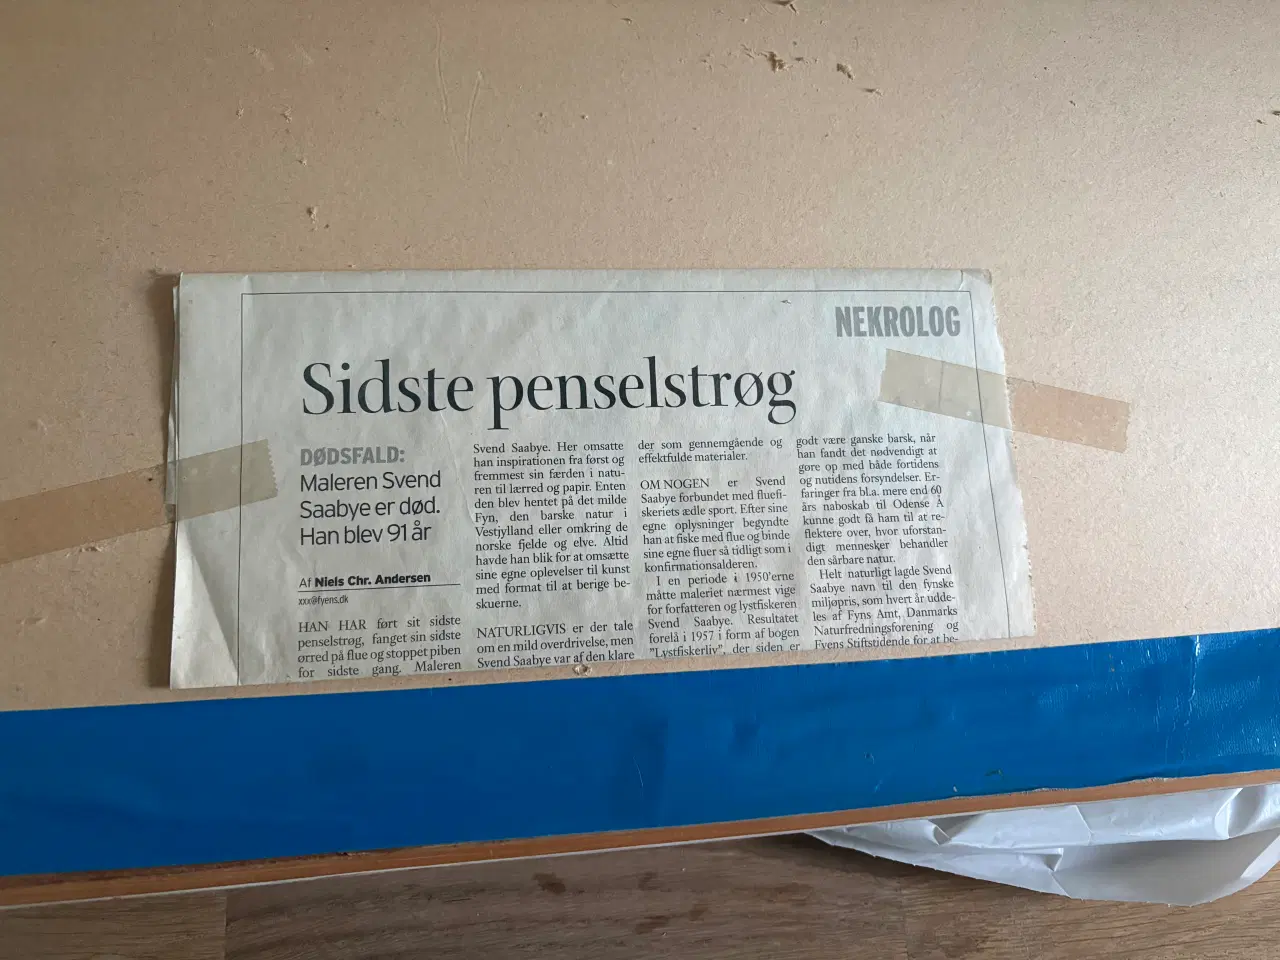 NEKROLOG
Sidste penselstrøg
DØDSFALD:
Maleren Svend
Saabye er død.
Han blev 91 år
Af Niels Chr. Andersen
xxx@fyens.dk
HAN HAR ført sit sidste
penselstrøg, fanget sin sidste
ørred på flue og stoppet piben
for sidste gang. Maleren
Svend Saabye. Her omsatte
han inspirationen fra først og
fremmest sin færden i natu-
ren til lærred og papir. Enten
den blev hentet på det milde
Fyn, den barske natur i
Vestjylland eller omkring de
norske fjelde og elve. Altid
havde han blik for at omsætte
sine egne oplevelser til kunst
med format til at berige be-
skuerne.
NATURLIGVIS er der tale
om en mild overdrivelse, men
Svend Saabye var af den klare
der som gennemgående og
effektfulde materialer.
OM NOGEN er Svend
Saabye forbundet med fluefi-
skeriets ædle sport. Efter sine
egne oplysninger begyndte
han at fiske med flue og binde
sine egne fluer så tidligt som i
konfirmationsalderen.
I en periode i 1950'erne
måtte maleriet nærmest vige
for forfatteren og lystfiskeren
Svend Saabye. Resultatet
forelå i 1957 i form af bogen
"Lystfiskerliv", der siden er
godt være ganske barsk, når
han fandt det nødvendigt at
gøre op med både fortidens
og nutidens forsyndelser. Er-
faringer fra bl.a. mere end 60
års naboskab til Odense Å
kunne godt få ham til at re-
flektere over, hvor uforstan-
digt mennesker behandler
den sårbare natur.
Helt naturligt lagde Svend
Saabye navn til den fynske
miljøpris, som hvert år udde-
les af Fyns Amt, Danmarks
Naturfredningsforening og
Fyens Stiftstidende for at be-